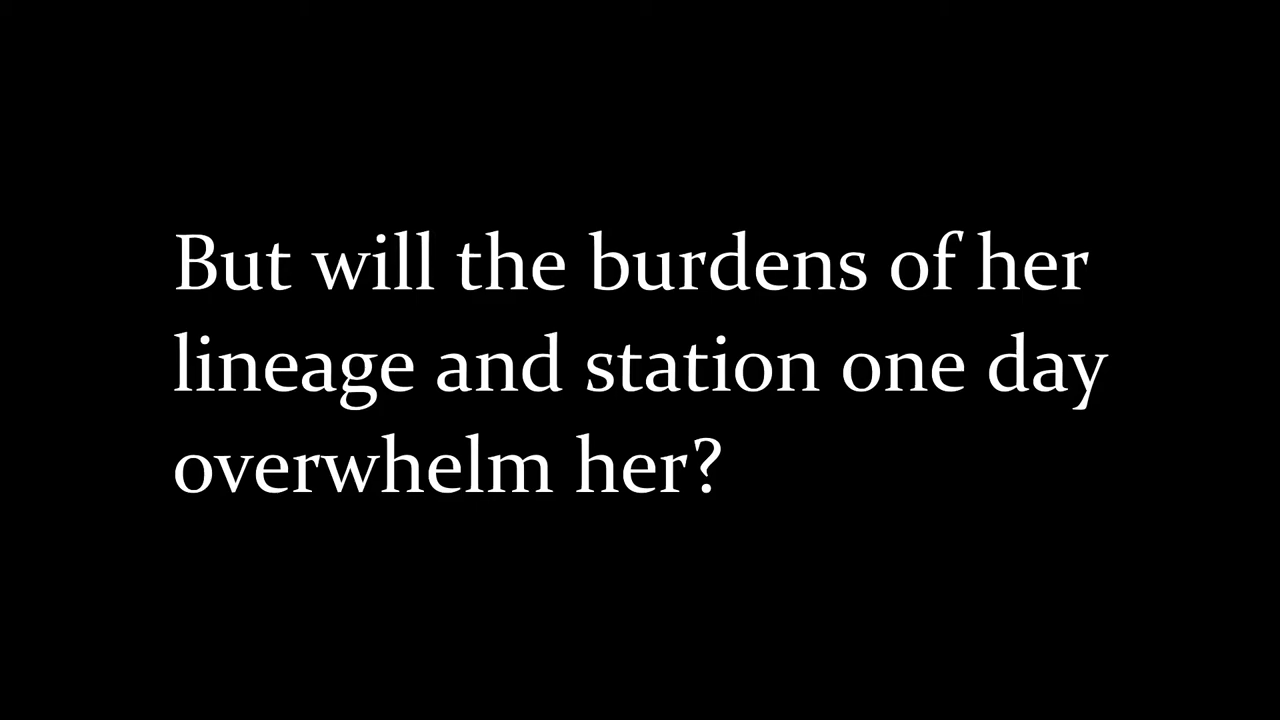 But will the burdens of her
lineage and station one day
overwhelm her?